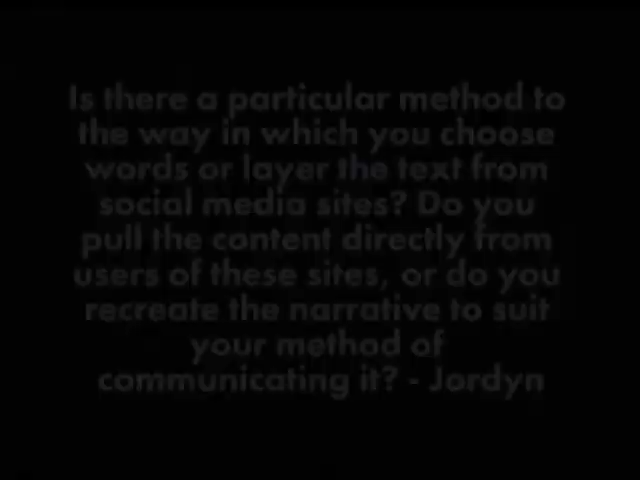 Is there a particular method to
the way in which you choose
words or layer the text from
social media sites? Do you
pull the content directly from
users of these sites, or do you
recreate the narrative to suit
your method of
communicating it? - Jordyn